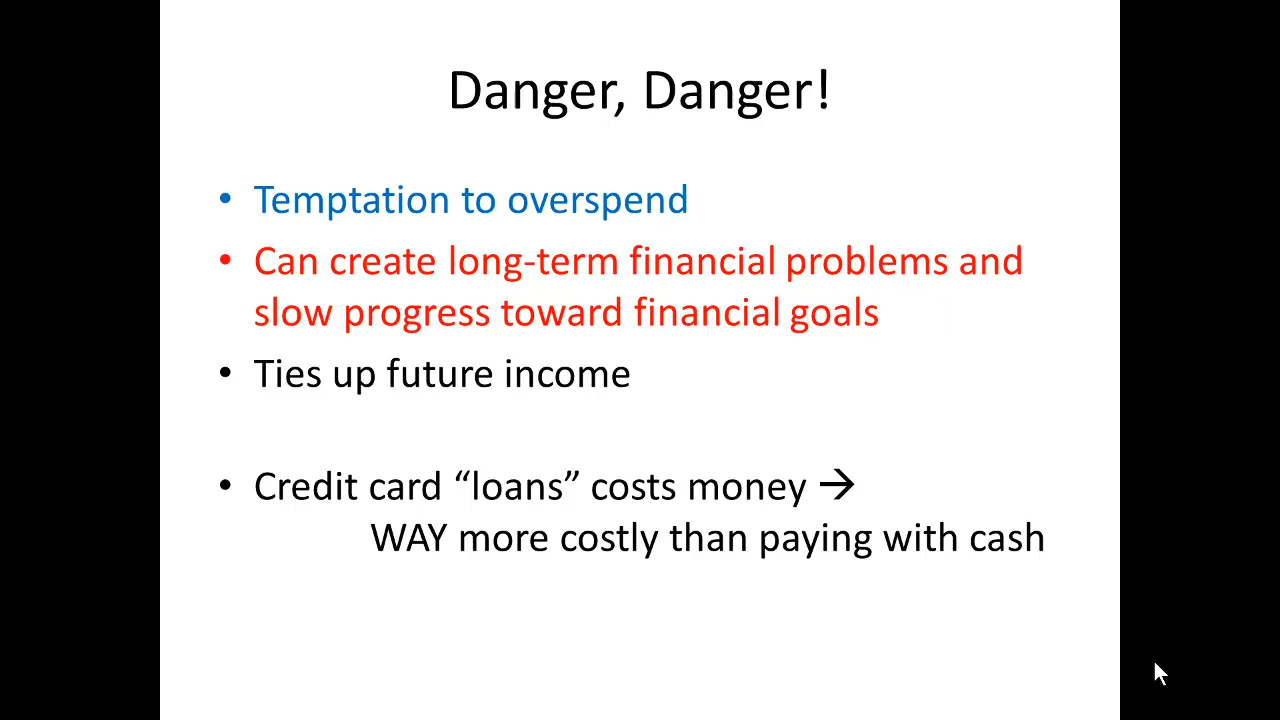 Danger, Danger!
• Temptation to overspend
• Can create long-term financial problems and
slow progress toward financial goals
• Ties up future income
• Credit card “loans” costs money →
WAY more costly than paying with cash